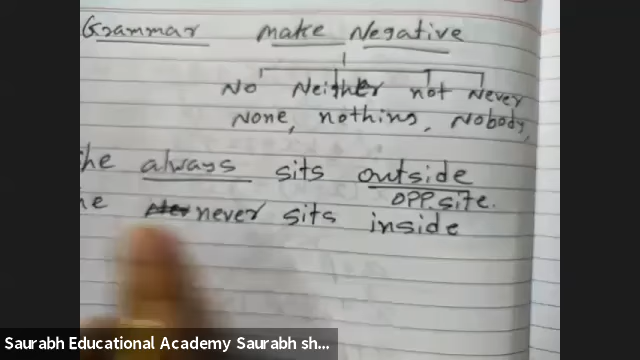 Grammar make Negative
No Neither not Never
None, nothing, Nobody,
he always sits outside
opp.site.
he never sits inside
Saurabh Educational Academy Saurabh sh...